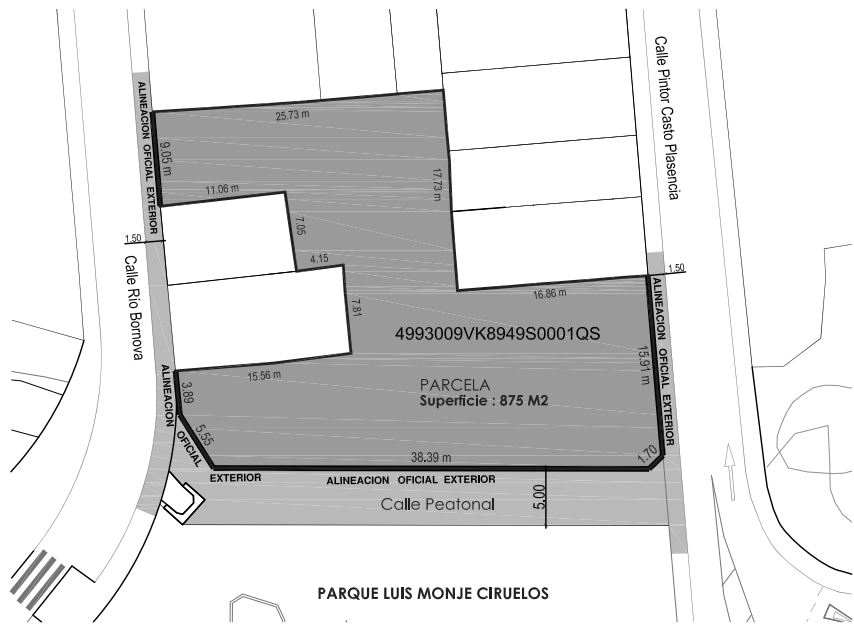 Calle Pintor Casto Plasencia
ALINEACION OFICIAL EXTERIOR
25.73 m
9.05 m
17.73 m
11.06 m
7.05
1.50
4.15
Calle Rio Bornova
1.50
16.86 m
7.81
ALINEACION OFICIAL EXTERIOR
4993009VK8949S0001QS
15.91 m
15.56 m
PARCELA
Superficie : 875 M2
3.89
ALINEACION OFICIAL EXTERIOR
5.55
38.39 m
1.70
ALINEACION OFICIAL EXTERIOR
Calle Peatonal
5.00
PARQUE LUIS MONJE CIRUELOS